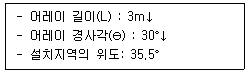 - 어레이 길이(L) : 3m↓
- 어레이 경사각(⊖) : 30°↓
- 설치지역의 위도: 35.5°